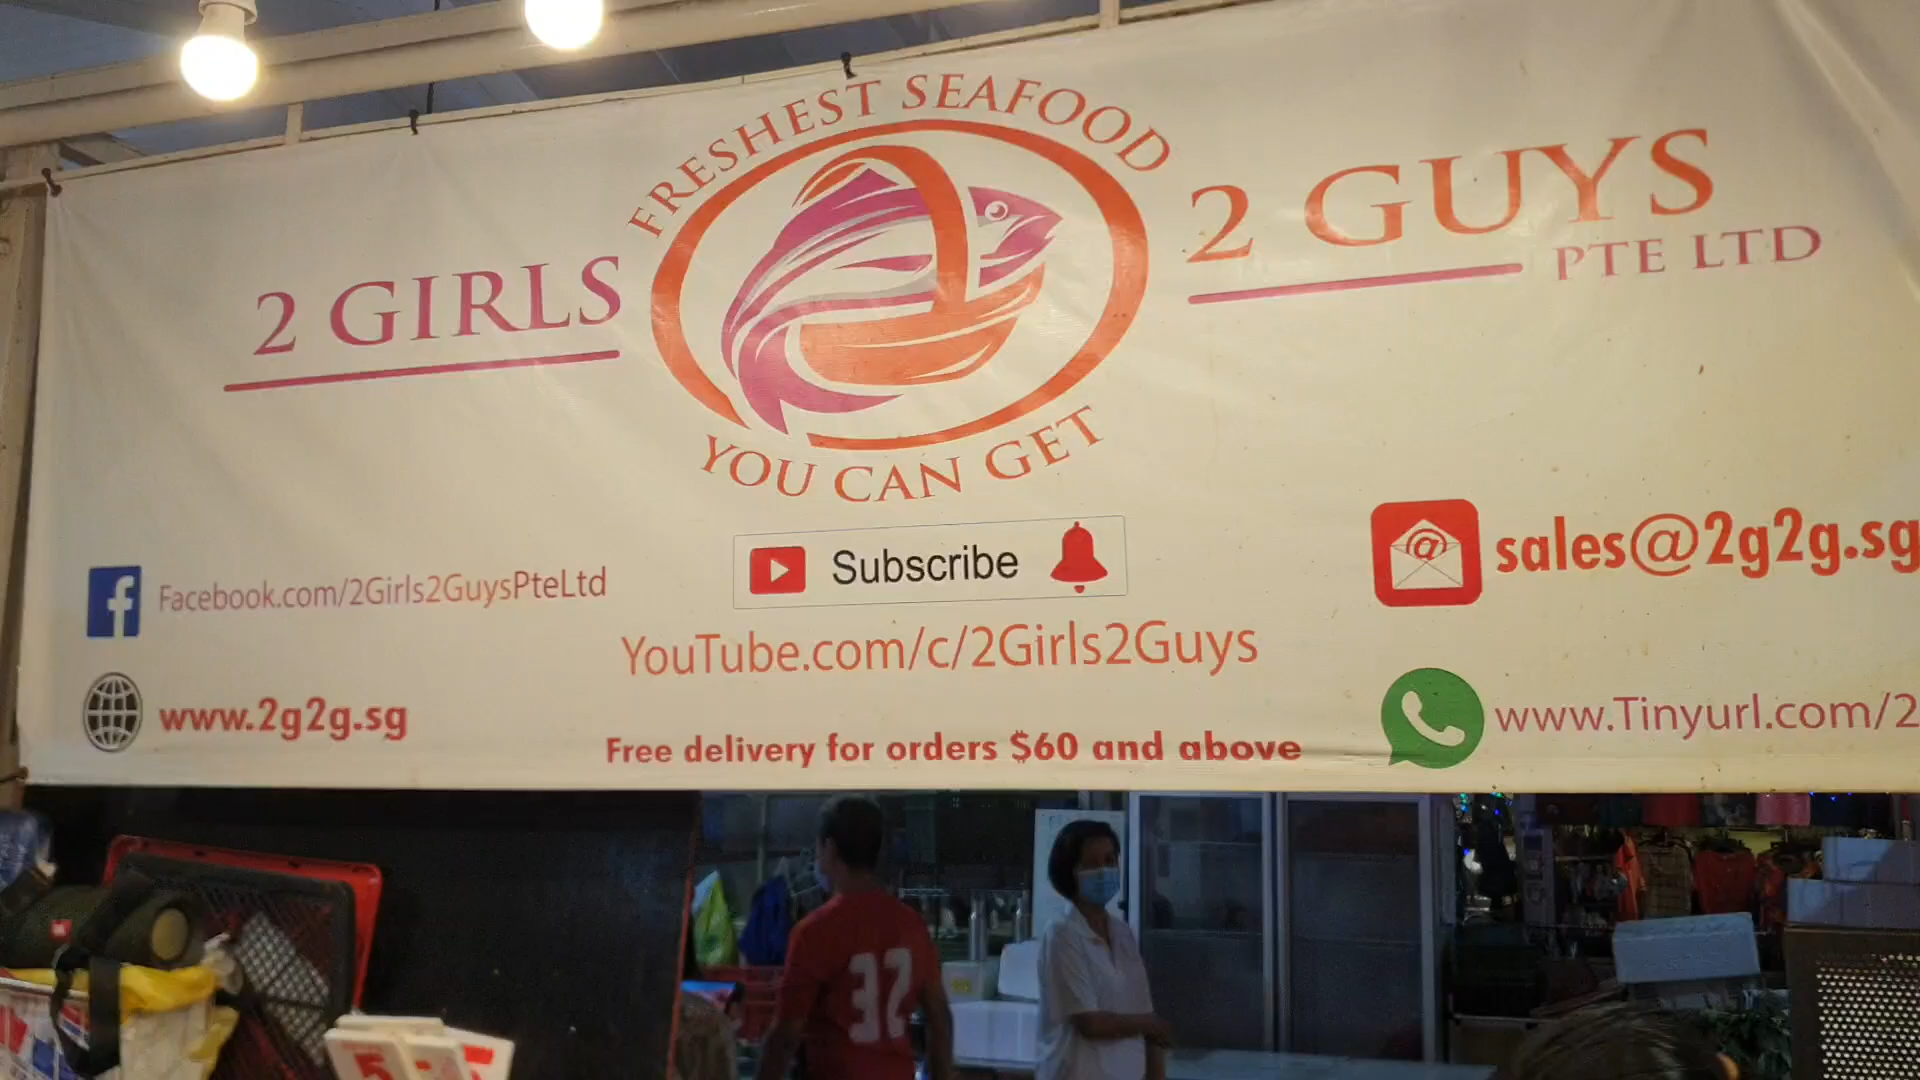 FRESHEST SEAFOOD
2 GIRLS
2 GUYS
PTE LTD
YOU CAN GET
Subscribe
sales@2g2g.sg
Facebook.com/2Girls2GuysPteLtd
YouTube.com/c/2Girls2Guys
www.2g2g.sg
www.Tinyurl.com/2
Free delivery for orders $60 and above
32
5